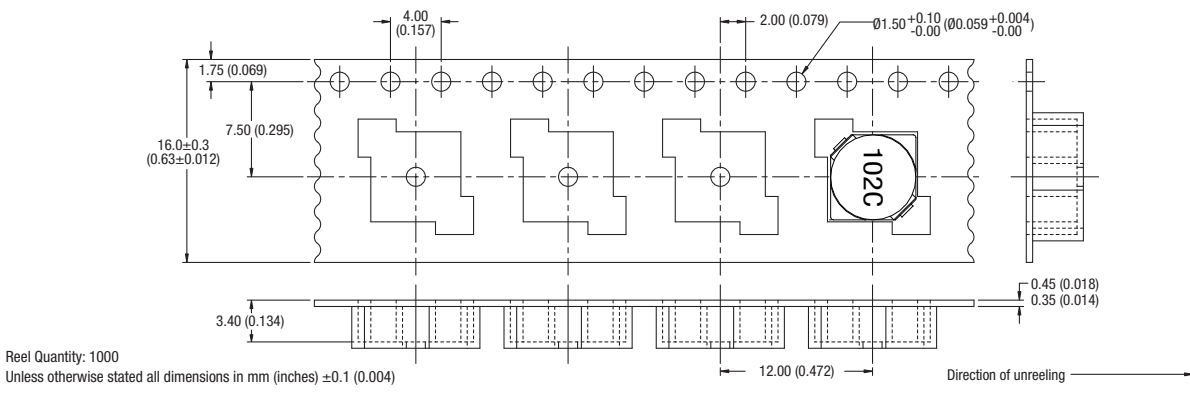 4.00
(0.157)
2.00 (0.079)
Ø1.50 +0.10 -0.00 (Ø0.059 +0.004 -0.00)
1.75 (0.069)
7.50 (0.295)
16.0±0.3
(0.63±0.012)
102C
0.45 (0.018)
0.35 (0.014)
3.40 (0.134)
12.00 (0.472)
Reel Quantity: 1000
Unless otherwise stated all dimensions in mm (inches) ±0.1 (0.004)
Direction of unreeling